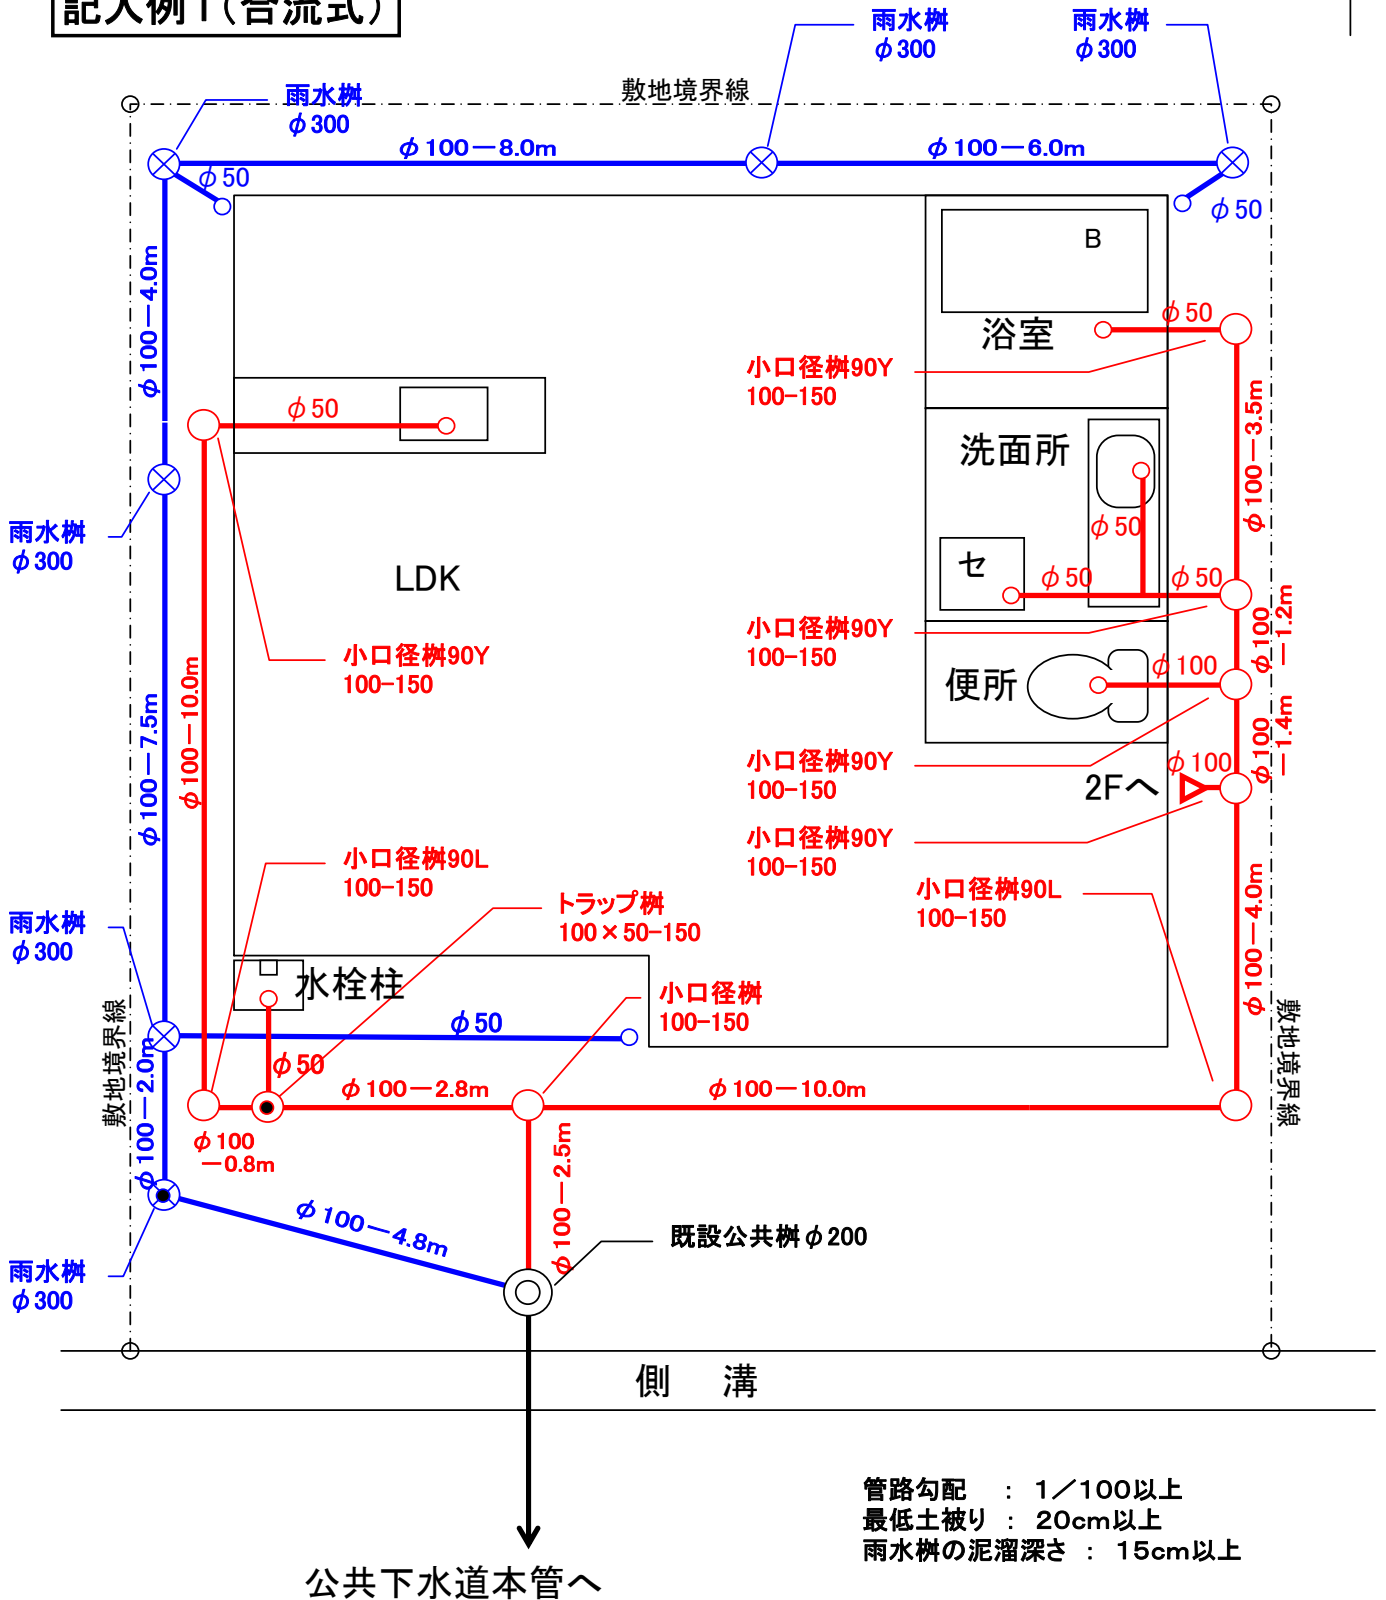 記入例1(合流式)
雨水桝
φ300
雨水桝
φ300
雨水桝
φ300
敷地境界線
φ100－8.0m
φ100－6.0m
φ50
φ50
B
浴室
φ50
小口径桝90Y
100-150
φ100－4.0m
φ50
洗面所
φ50
φ100－3.5m
雨水桝
φ300
LDK
セ
φ50
φ50
小口径桝90Y
100-150
φ100
－1.2m
小口径桝90Y
100-150
便所
φ100
φ100－7.5m
φ100－10.0m
φ100
－1.4m
小口径桝90Y
100-150
2Fへ
φ100
小口径桝90Y
100-150
小口径桝90L
100-150
小口径桝90L
100-150
トラップ桝
100×50-150
φ100－4.0m
雨水桝
φ300
水栓柱
小口径桝
100-150
敷地境界線
敷地境界線
φ50
φ50
φ100－2.0m
φ100－2.8m
φ100－10.0m
φ100
－0.8m
φ100－2.5m
φ100－4.8m
既設公共桝φ200
雨水桝
φ300
側 溝
管路勾配 : 1／100以上
最低土被り : 20cm以上
雨水桝の泥溜深さ : 15cm以上
公共下水道本管へ